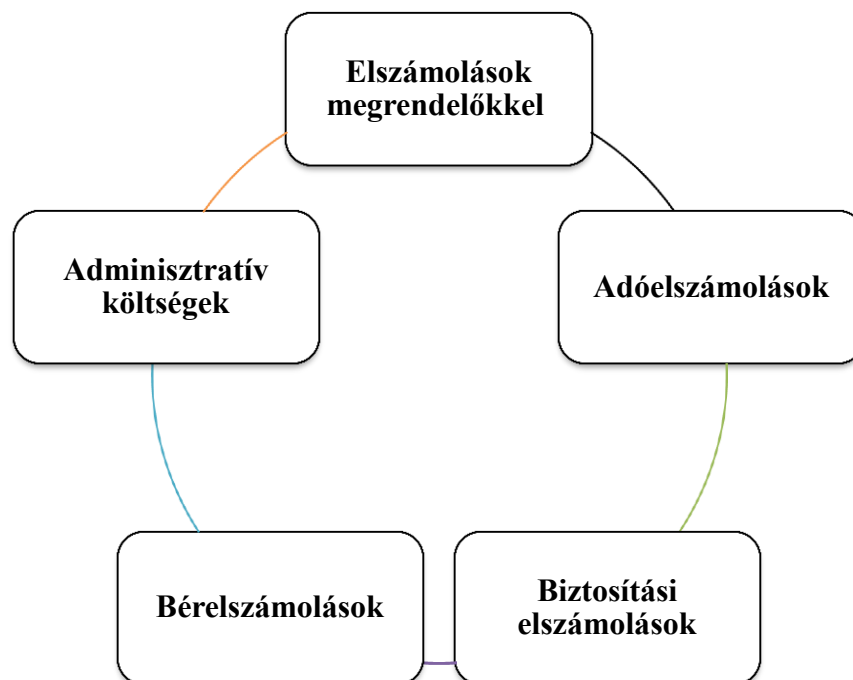 Elszámolások
megrendelőkkel
Adminisztratív
költségek
Adóelszámolások
Bérelszámolások
Biztosítási
elszámolások